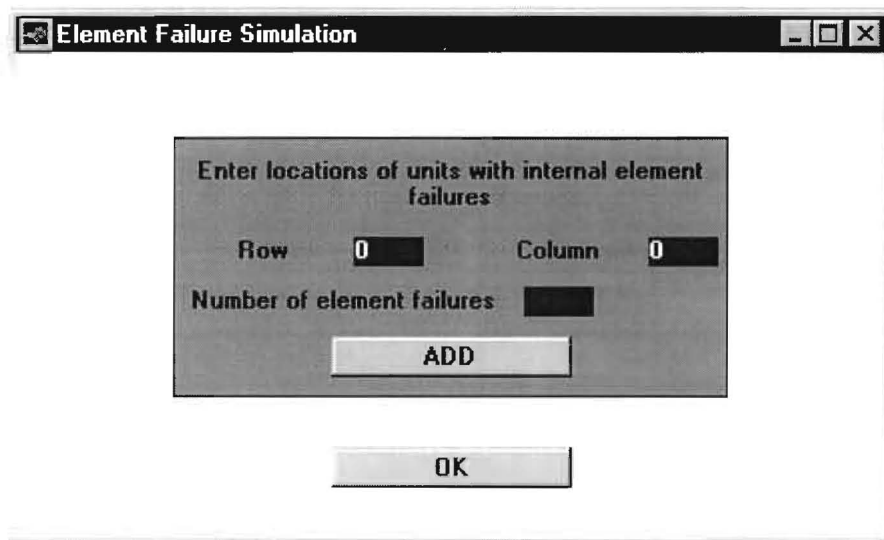 Element Failure Simulation
Enter locations of units with internal element
failures
Row 0 Column 0
Number of element failures
ADD
OK